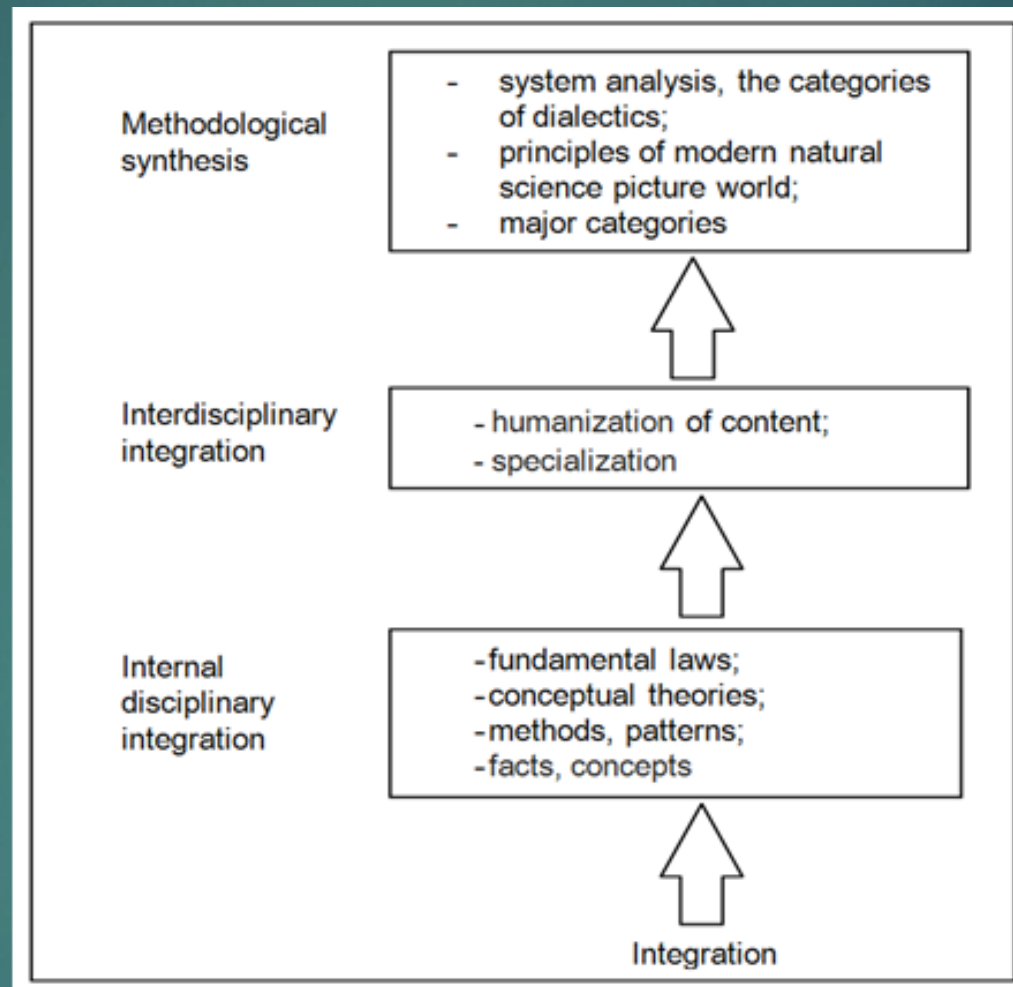 Methodological
synthesis
- system analysis, the categories
of dialectics;
- principles of modern natural
science picture world;
- major categories
Interdisciplinary
integration
- humanization of content;
- specialization
Internal
disciplinary
integration
-fundamental laws;
-conceptual theories;
-methods, patterns;
-facts, concepts
Integration